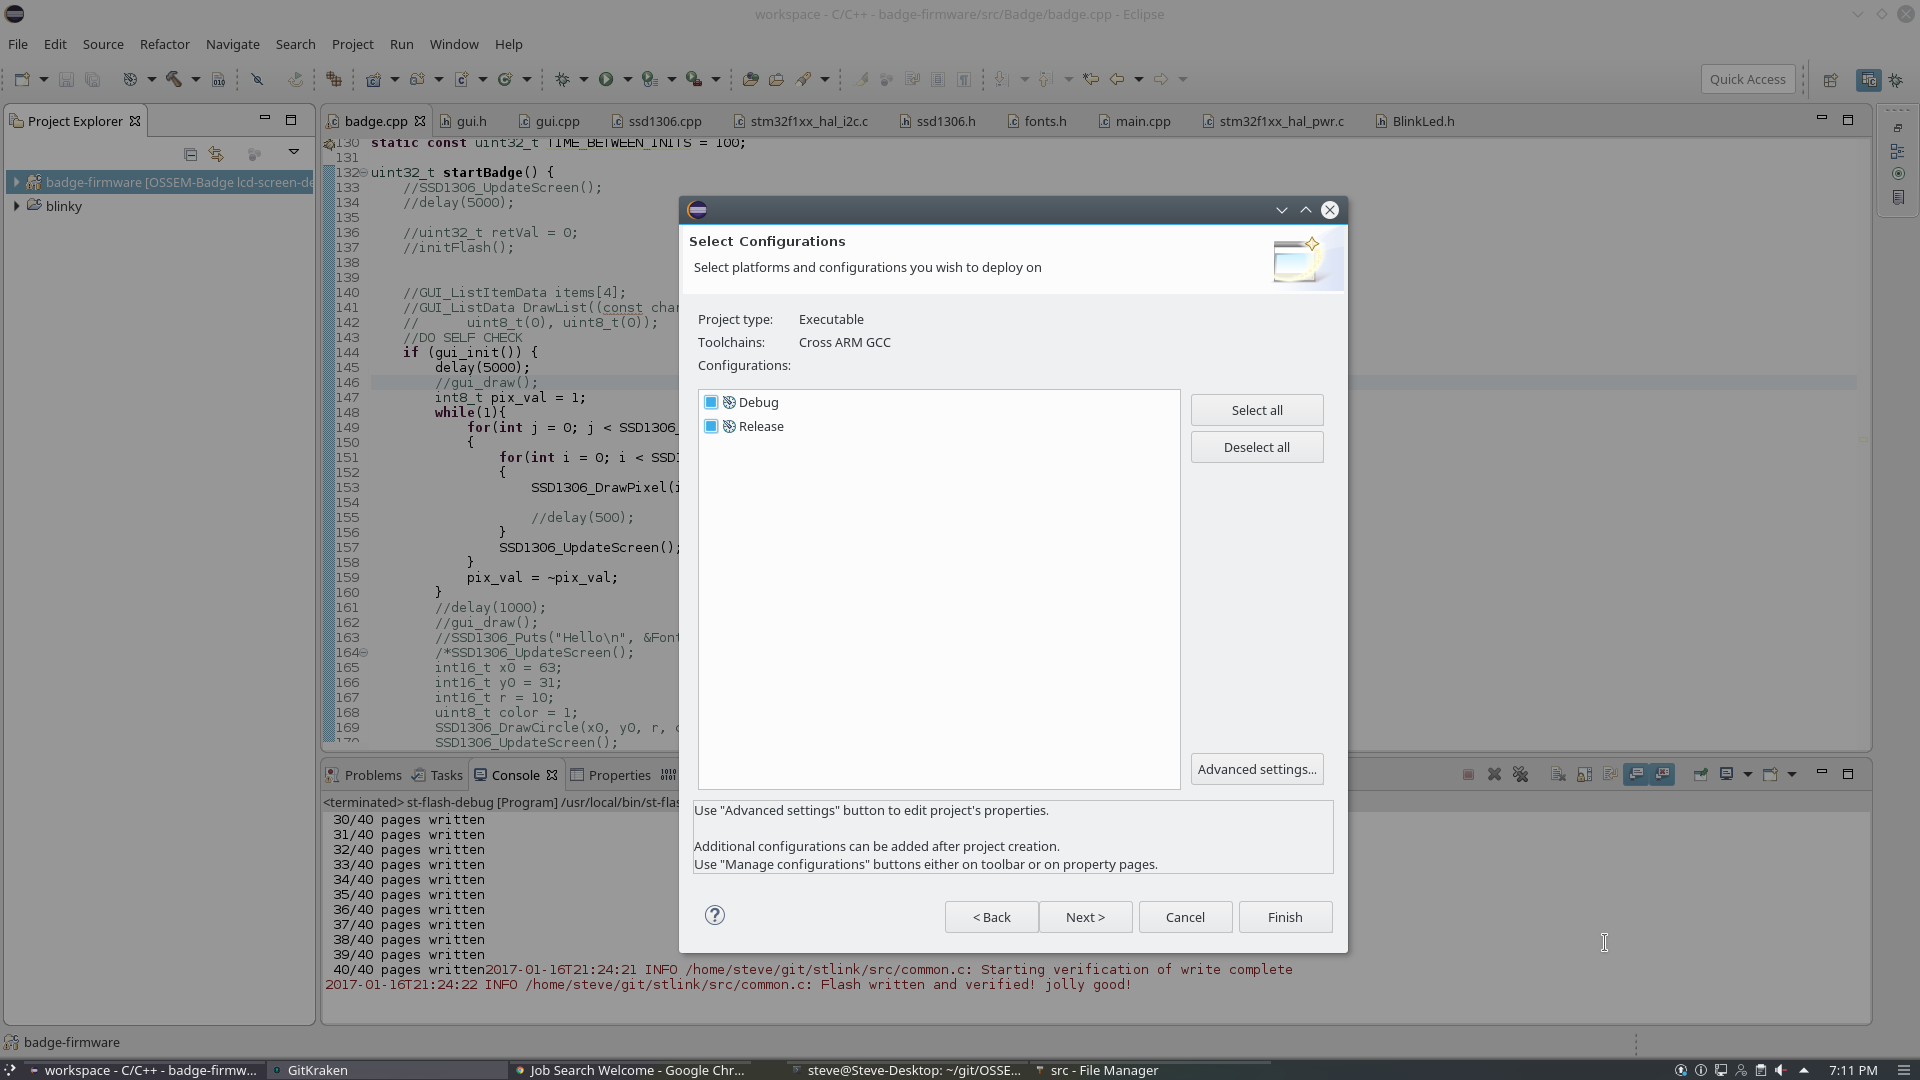 workspace - C/C++ - badge-firmware/src/Badge/badge.cpp - Eclipse
File Edit Source Refactor Navigate Search Project Run Window Help
Quick Access
Project Explorer
badge-firmware [OSSEM-Badge lcd-screen-de
blinky
badge.cpp gui.h gui.cpp ssd1306.cpp stm32f1xx_hal_i2c.c ssd1306.h fonts.h main.cpp stm32f1xx_hal_pwr.c BlinkLed.h
130 static const uint32_t TIME_BETWEEN_INITS = 100;
131
132 uint32_t startBadge() {
133 //SSD1306_UpdateScreen();
134 //delay(5000);
135
136 //uint32_t retVal = 0;
137 //initFlash();
138
139
140 //GUI_ListItemData items[4];
141 //GUI_ListData DrawList((const char
142 // uint8_t(0), uint8_t(0));
143 //DO SELF CHECK
144 if (gui_init()) {
145 delay(5000);
146 //gui_draw();
147 int8_t pix_val = 1;
148 while(1){
149 for(int j = 0; j < SSD1306_
150 {
151 for(int i = 0; i < SSD1
152 {
153 SSD1306_DrawPixel(i
154
155 //delay(500);
156 }
157 SSD1306_UpdateScreen();
158 }
159 pix_val = ~pix_val;
160 }
161 //delay(1000);
162 //gui_draw();
163 //SSD1306_Puts("Hello\n", &Font
164 /*SSD1306_UpdateScreen();
165 int16_t x0 = 63;
166 int16_t y0 = 31;
167 int16_t r = 10;
168 uint8_t color = 1;
169 SSD1306_DrawCircle(x0, y0, r, c
170 SSD1306_UpdateScreen();
Select Configurations
Select platforms and configurations you wish to deploy on
Project type: Executable
Toolchains: Cross ARM GCC
Configurations:
Debug
Release
Select all
Deselect all
Advanced settings...
Use "Advanced settings" button to edit project's properties.
Additional configurations can be added after project creation.
Use "Manage configurations" buttons either on toolbar or on property pages.
< Back Next > Cancel Finish
Problems Tasks Console Properties
<terminated> st-flash-debug [Program] /usr/local/bin/st-flas
30/40 pages written
31/40 pages written
32/40 pages written
33/40 pages written
34/40 pages written
35/40 pages written
36/40 pages written
37/40 pages written
38/40 pages written
39/40 pages written
40/40 pages written2017-01-16T21:24:21 INFO /home/steve/git/stlink/src/common.c: Starting verification of write complete
2017-01-16T21:24:22 INFO /home/steve/git/stlink/src/common.c: Flash written and verified! jolly good!
badge-firmware
workspace - C/C++ - badge-firmw... GitKraken Job Search Welcome - Google Chr... steve@Steve-Desktop: ~/git/OSSE... src - File Manager 7:11 PM